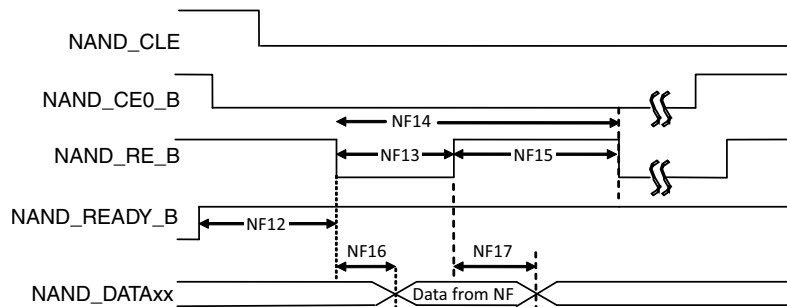 NAND_CLE
NAND_CE0_B
NF14
NAND_RE_B
NF13
NF15
NAND_READY_B
NF12
NF16
NF17
NAND_DATAxx
Data from NF